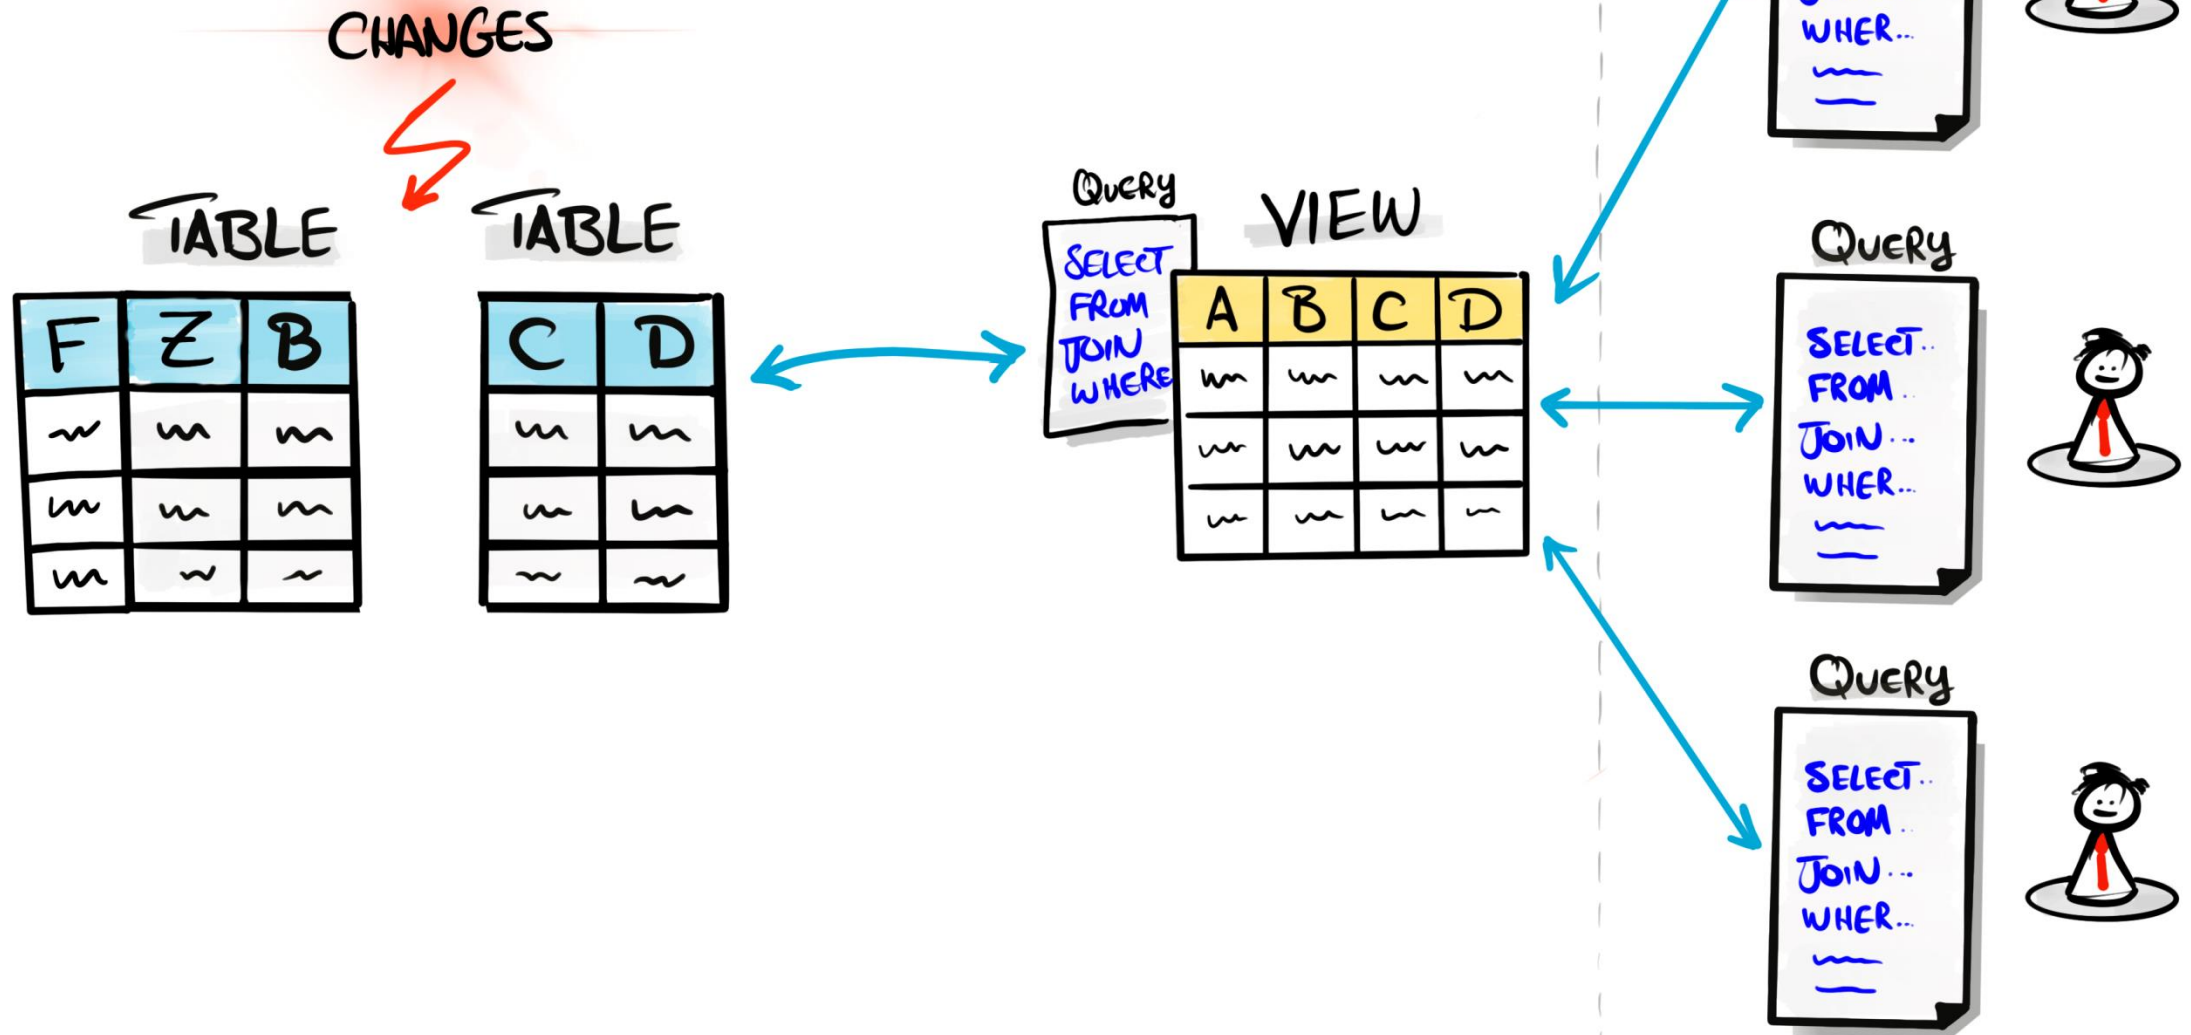 CHANGES
TABLE
TABLE
F Z B
C D
QUERY
SELECT
FROM
JOIN
WHERE
VIEW
A B C D
WHER...
QUERY
SELECT..
FROM..
JOIN...
WHER...
QUERY
SELECT..
FROM..
JOIN...
WHER...